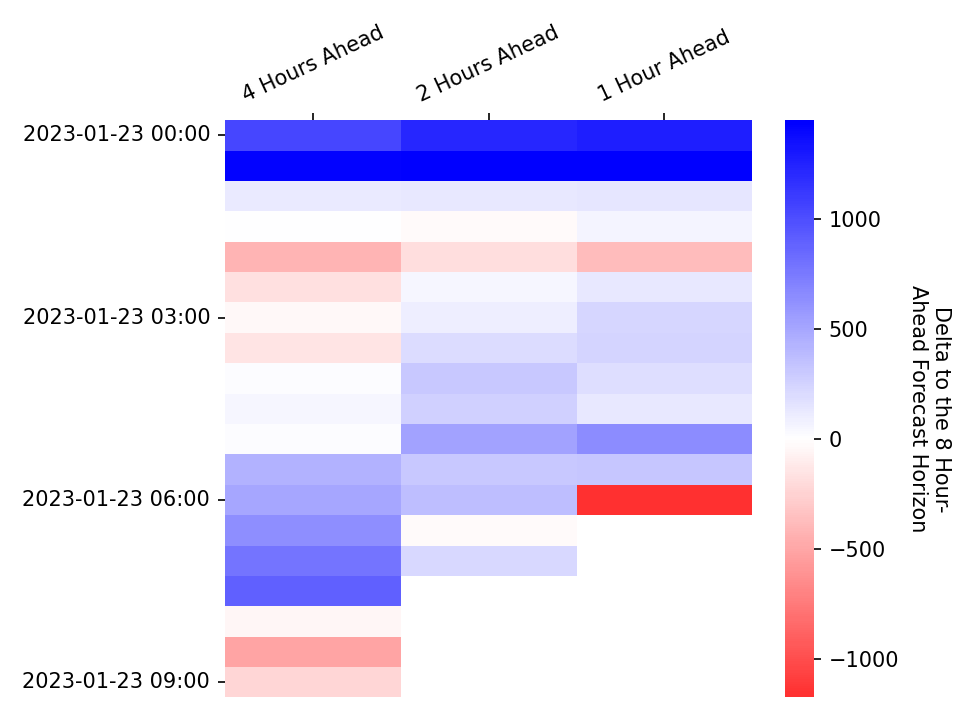 4 Hours Ahead
2 Hours Ahead
1 Hour Ahead
2023-01-23 00:00
2023-01-23 03:00
2023-01-23 06:00
2023-01-23 09:00
1000
500
0
−500
−1000
Delta to the 8 Hour-
Ahead Forecast Horizon